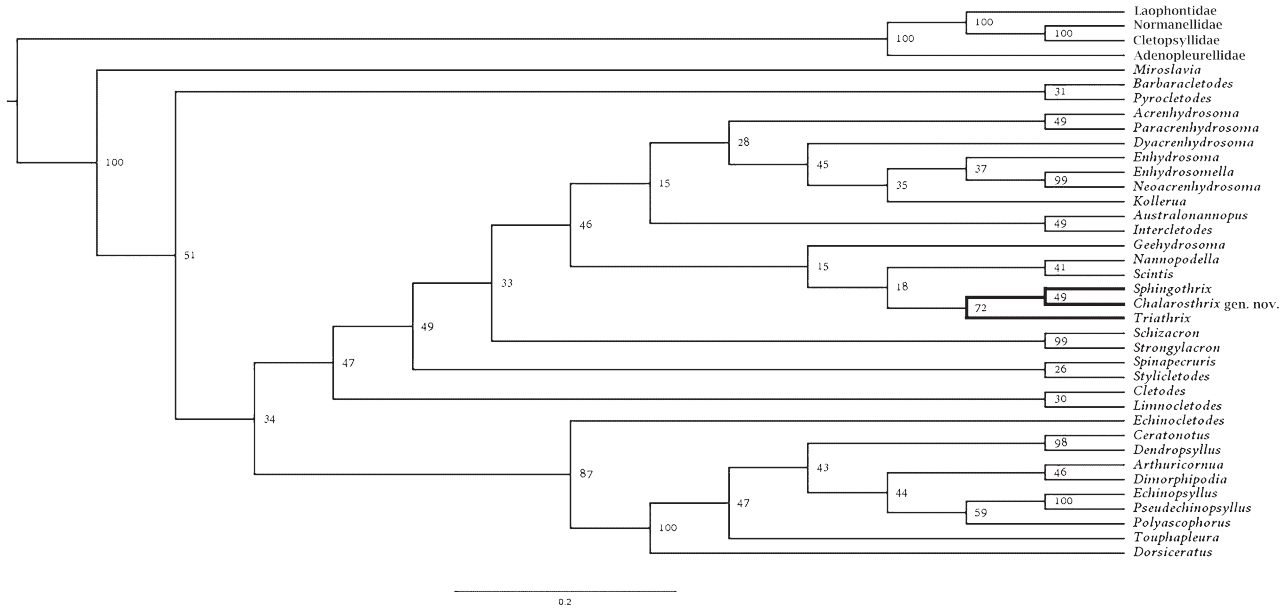 Laophontidae
100
Normanellidae
100
Cletopsyllidae
100
Adenopleurellidae
Miroslavia
Barbaracletodes
31
Pyrocletodes
Acrenhydrosoma
49
Paracrenhydrosoma
28
Dyacrenhydrosoma
100
45
Enhydrosoma
37
Enhydrosomella
99
15
35
Neoacrenhydrosoma
Kollerua
Australonannopus
49
46
Intercletodes
Geehydrosoma
51
Nannopodella
15
41
Scintis
33
18
Sphingothrix
49
Chalarosthrix gen. nov.
72
Triathrix
49
Schizacron
99
Strongylacron
47
Spinapecruris
26
Stylicletodes
Cletodes
30
Limnocletodes
34
Echinocletodes
Ceratonotus
98
Dendropsyllus
43
Arthuricornua
87
46
Dimorphipodia
44
Echinopsyllus
47
100
Pseudechinopsyllus
59
Polyascophorus
100
Touphapleura
Dorsiceratus
0.2